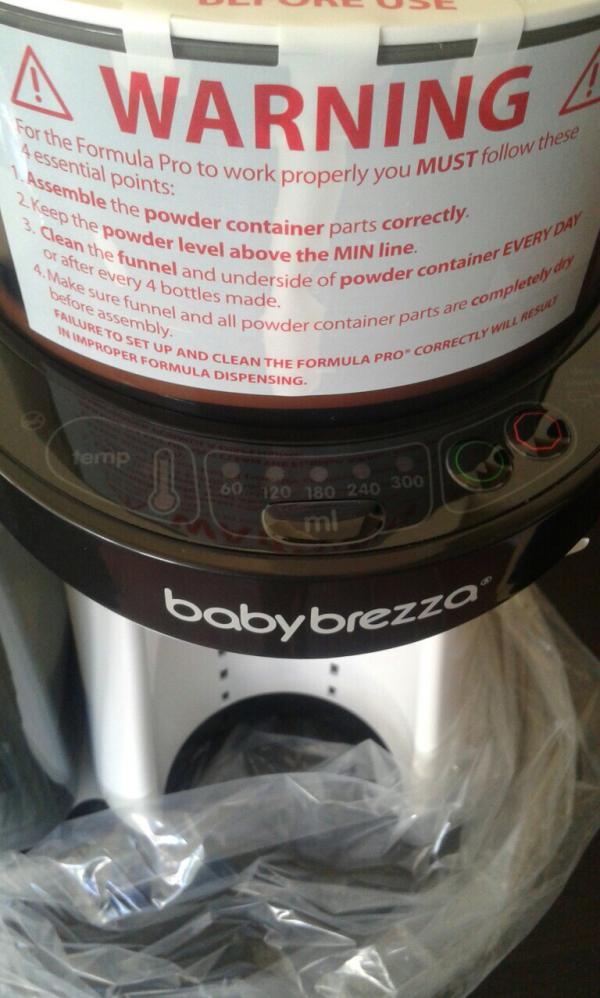 BEFORE USE
WARNING
For the Formula Pro to work properly you MUST follow these
4 essential points:
1. Assemble the powder container parts correctly.
2. Keep the powder level above the MIN line.
3. Clean the funnel and underside of powder container EVERY DAY
or after every 4 bottles made.
4. Make sure funnel and all powder container parts are completely dry
before assembly.
FAILURE TO SET UP AND CLEAN THE FORMULA PRO® CORRECTLY WILL RESULT
IN IMPROPER FORMULA DISPENSING.
temp
60 120 180 240 300
ml
babybrezza®